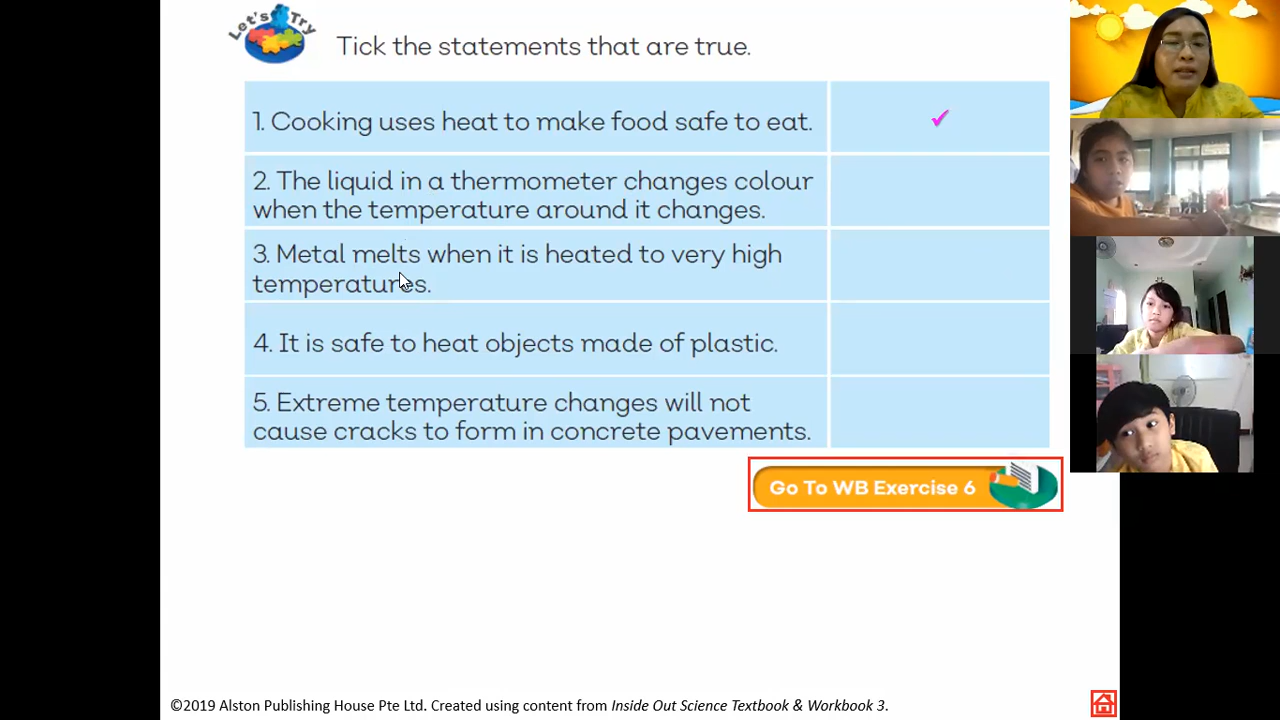 Let's Try
Tick the statements that are true.
1. Cooking uses heat to make food safe to eat. ✓
2. The liquid in a thermometer changes colour
when the temperature around it changes.
3. Metal melts when it is heated to very high
temperatures.
4. It is safe to heat objects made of plastic.
5. Extreme temperature changes will not
cause cracks to form in concrete pavements.
Go To WB Exercise 6
©2019 Alston Publishing House Pte Ltd. Created using content from Inside Out Science Textbook & Workbook 3.